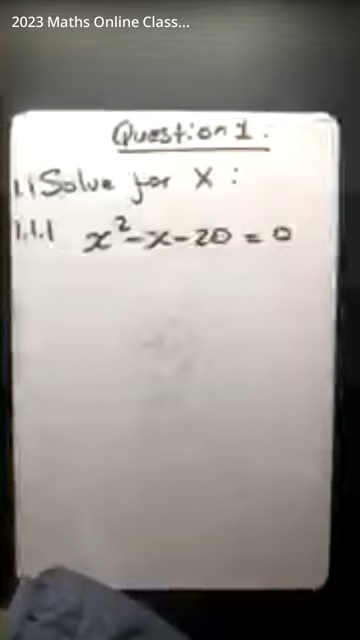 2023 Maths Online Class...
Question 1.
1.1 Solve for X :
1.1.1 x² - x - 20 = 0